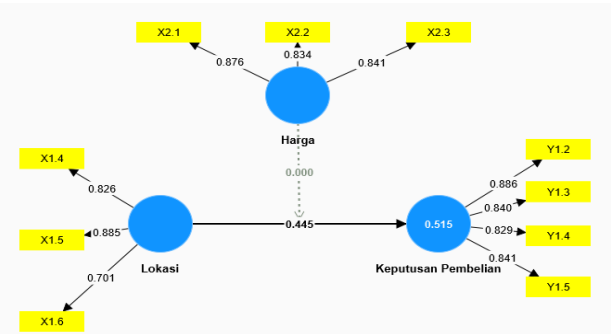 X2.1
X2.2
X2.3
0.876
0.834
0.841
Harga
0.000
X1.4
X1.5
X1.6
0.826
0.885
0.701
Lokasi
0.445
0.515
Keputusan Pembelian
0.886
0.840
0.829
0.841
Y1.2
Y1.3
Y1.4
Y1.5